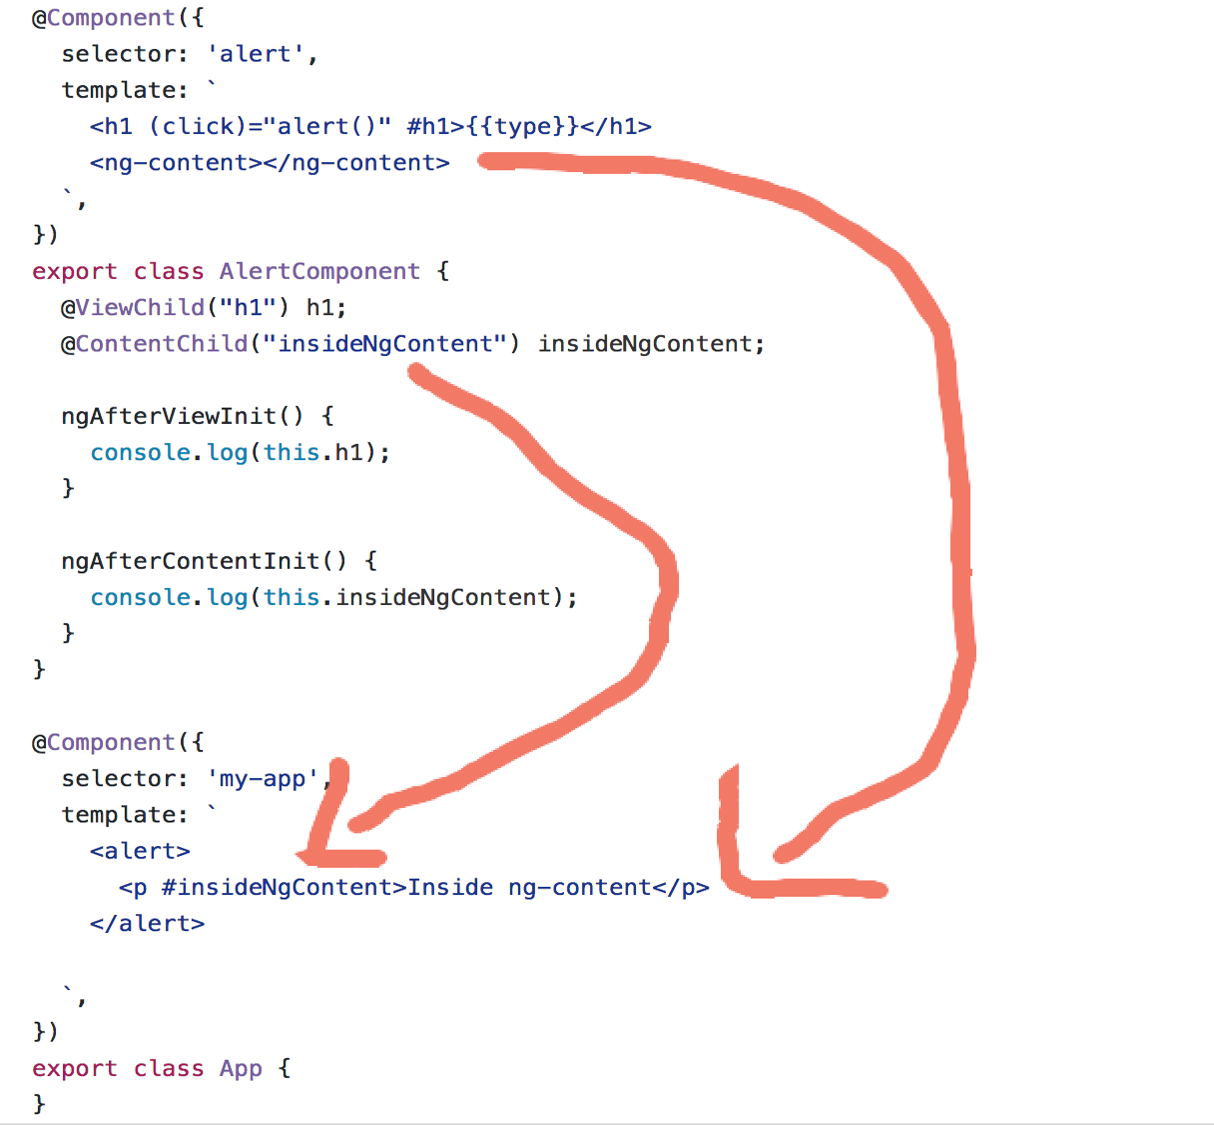 @Component({
  selector: 'alert',
  template: `
    <h1 (click)="alert()" #h1>{{type}}</h1>
    <ng-content></ng-content>
  `,
})
export class AlertComponent {
  @ViewChild("h1") h1;
  @ContentChild("insideNgContent") insideNgContent;

  ngAfterViewInit() {
    console.log(this.h1);
  }

  ngAfterContentInit() {
    console.log(this.insideNgContent);
  }
}

@Component({
  selector: 'my-app',
  template: `
    <alert>
      <p #insideNgContent>Inside ng-content</p>
    </alert>

  `,
})
export class App {
}